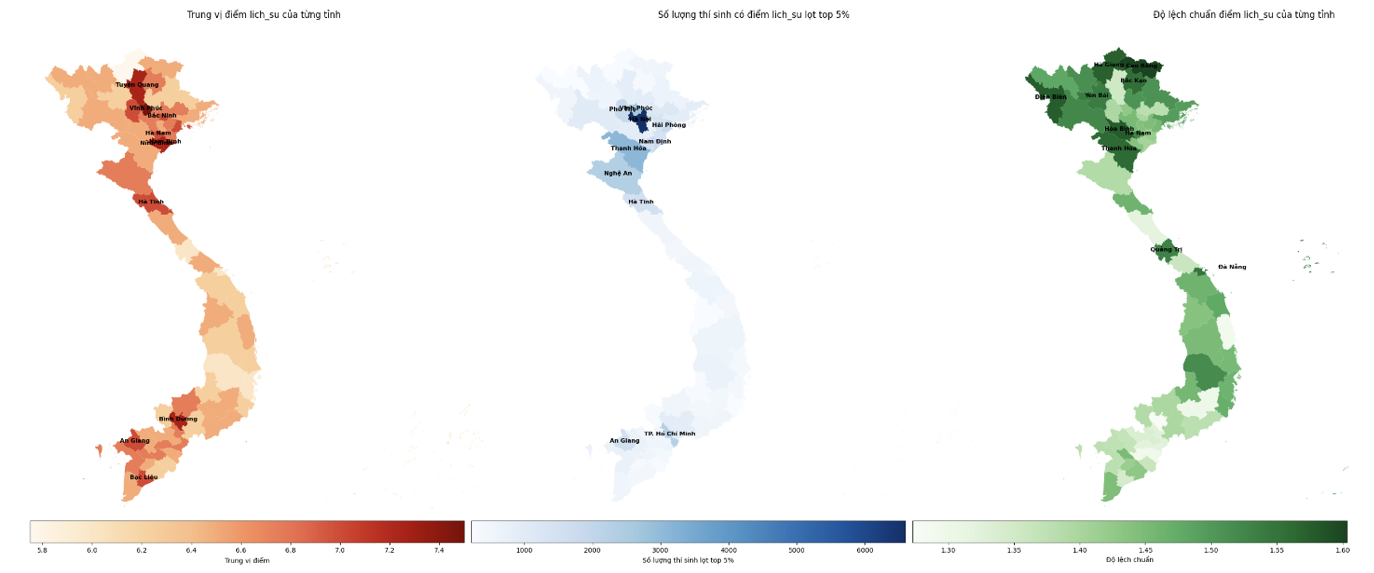 Trung vị điểm lich_su của từng tỉnh
Số lượng thí sinh có điểm lich_su lọt top 5%
Độ lệch chuẩn điểm lich_su của từng tỉnh
Tuyên Quang
Vĩnh Phúc
Bắc Ninh
Hà Nam
Hà Tĩnh
Bình Dương
An Giang
Bạc Liêu
Vĩnh Phúc
Hải Phòng
Nam Định
Thanh Hóa
Nghệ An
Hà Tĩnh
TP. Hồ Chí Minh
An Giang
Hà Giang
Cao Bằng
Bắc Kạn
Điện Biên
Yên Bái
Hòa Bình
Hà Nam
Thanh Hóa
Quảng Trị
Đà Nẵng
5.8 6.0 6.2 6.4 6.6 6.8 7.0 7.2 7.4
Trung vị điểm
1000 2000 3000 4000 5000 6000
Số lượng thí sinh lọt top 5%
1.30 1.35 1.40 1.45 1.50 1.55 1.60
Độ lệch chuẩn